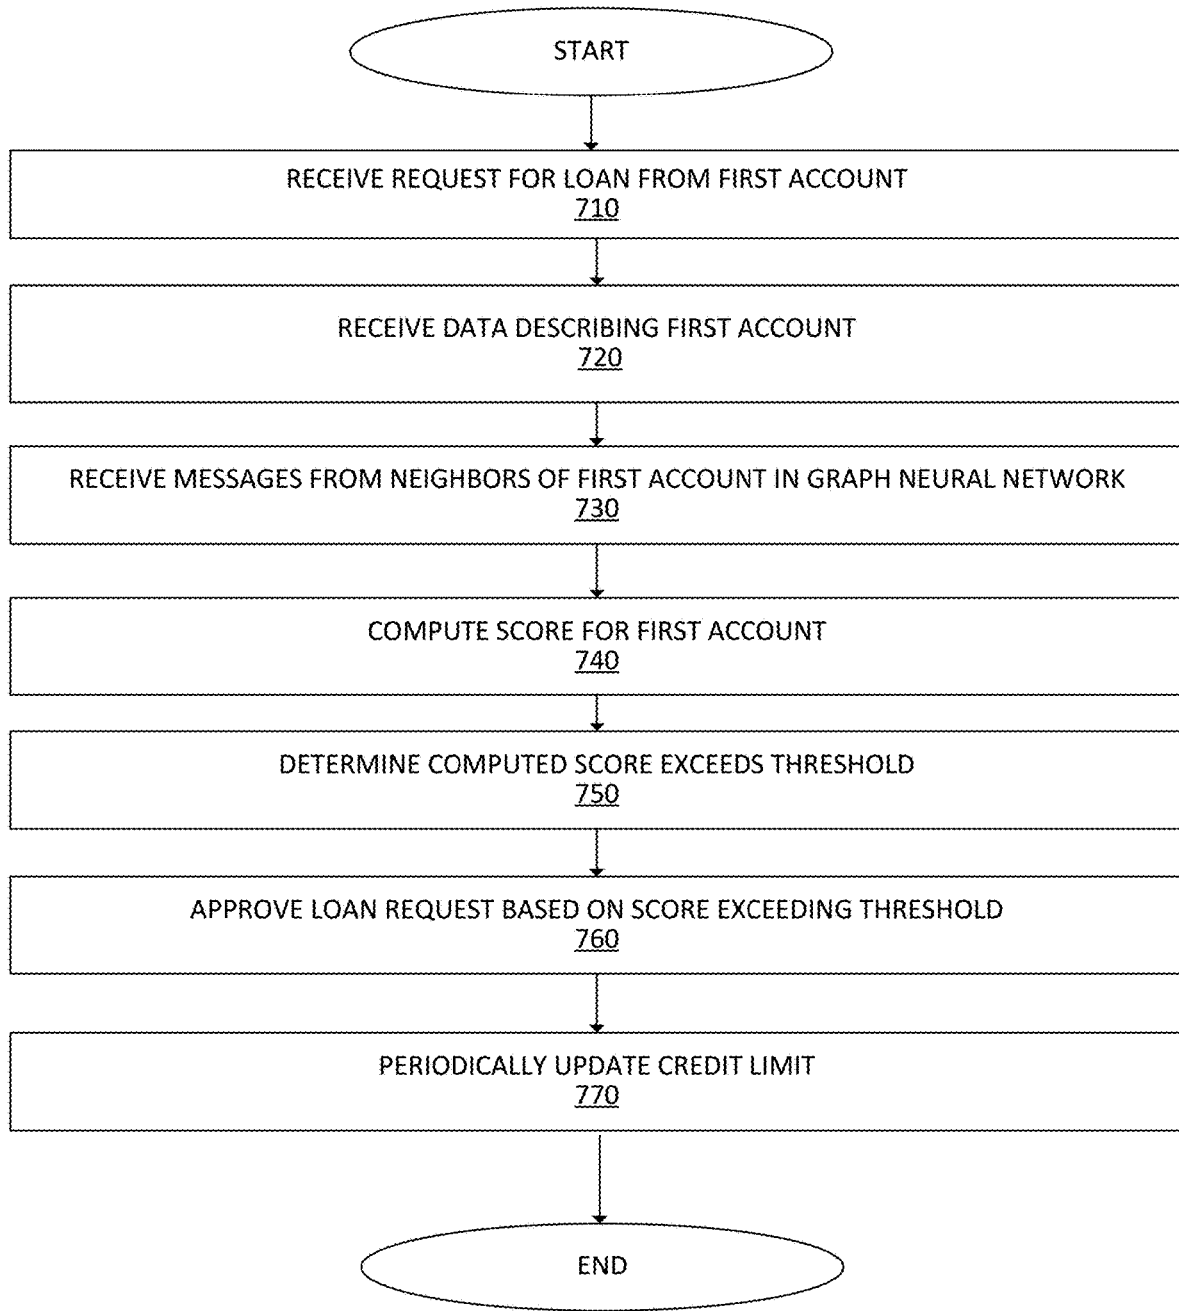 START
RECEIVE REQUEST FOR LOAN FROM FIRST ACCOUNT
710
RECEIVE DATA DESCRIBING FIRST ACCOUNT
720
RECEIVE MESSAGES FROM NEIGHBORS OF FIRST ACCOUNT IN GRAPH NEURAL NETWORK
730
COMPUTE SCORE FOR FIRST ACCOUNT
740
DETERMINE COMPUTED SCORE EXCEEDS THRESHOLD
750
APPROVE LOAN REQUEST BASED ON SCORE EXCEEDING THRESHOLD
760
PERIODICALLY UPDATE CREDIT LIMIT
770
END